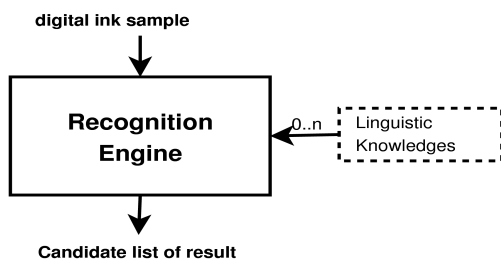 digital ink sample
Recognition
Engine
0..n
Linguistic
Knowledges
Candidate list of result